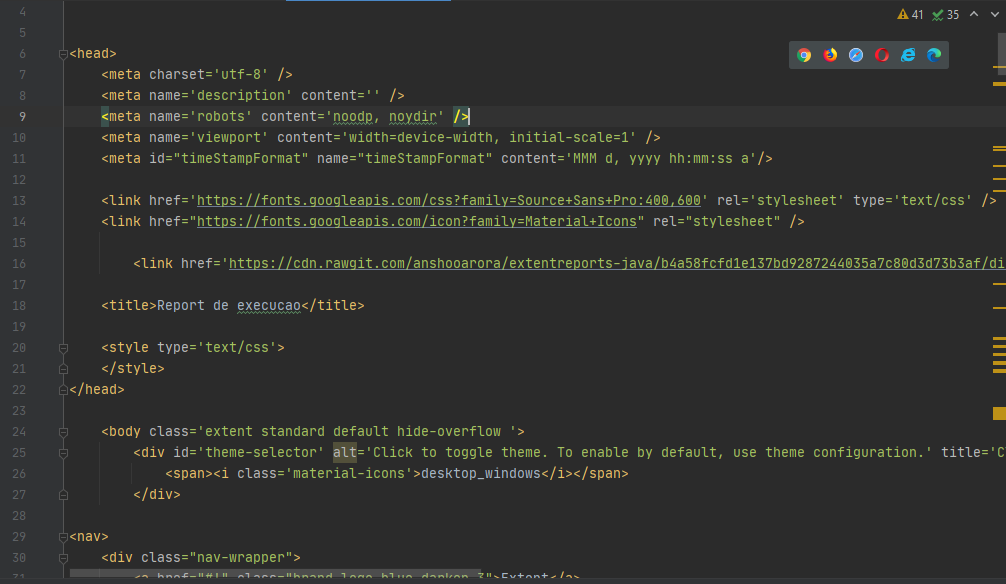 41 35
4
5
6 <head>
7 <meta charset='utf-8' />
8 <meta name='description' content='' />
9 <meta name='robots' content='noodp, noydir' />
10 <meta name='viewport' content='width=device-width, initial-scale=1' />
11 <meta id="timeStampFormat" name="timeStampFormat" content='MMM d, yyyy hh:mm:ss a'/>
12
13 <link href='https://fonts.googleapis.com/css?family=Source+Sans+Pro:400,600' rel='stylesheet' type='text/css' />
14 <link href="https://fonts.googleapis.com/icon?family=Material+Icons" rel="stylesheet" />
15
16 <link href='https://cdn.rawgit.com/anshooarora/extentreports-java/b4a58fcfd1e137bd9287244035a7c80d3d73b3af/di
17
18 <title>Report de execucao</title>
19
20 <style type='text/css'>
21 </style>
22 </head>
23
24 <body class='extent standard default hide-overflow '>
25 <div id='theme-selector' alt='Click to toggle theme. To enable by default, use theme configuration.' title='C
26 <span><i class='material-icons'>desktop_windows</i></span>
27 </div>
28
29 <nav>
30 <div class="nav-wrapper">
31 <a href="#!" class="brand-logo blue darken-3">Extent</a>